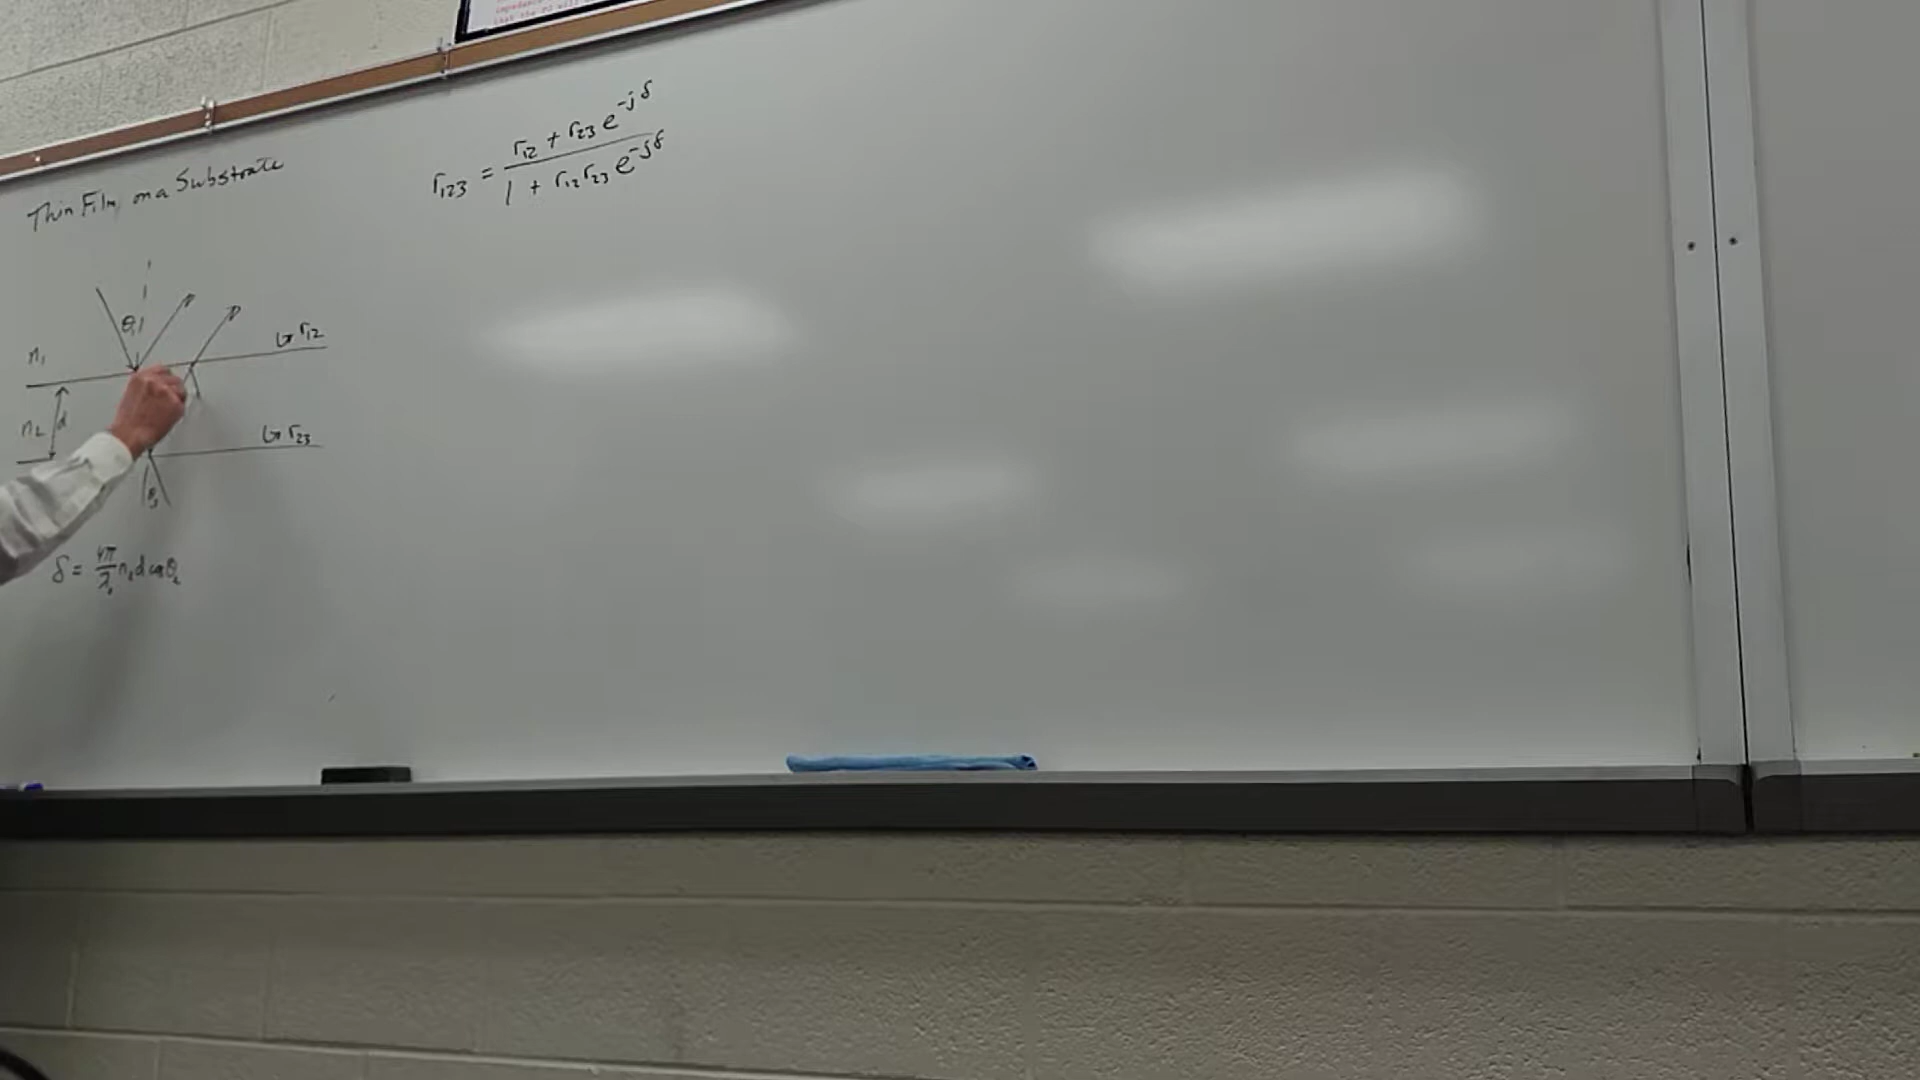 Thin Film on a Substrate
r₁₂₃ = (r₁₂ + r₂₃ e^(-jδ)) / (1 + r₁₂ r₂₃ e^(-jδ))
θ₁
n₁
r₁₂
n₂
d
r₂₃
θ₃
δ = (4π/λ₀) n₂ d cos θ₂